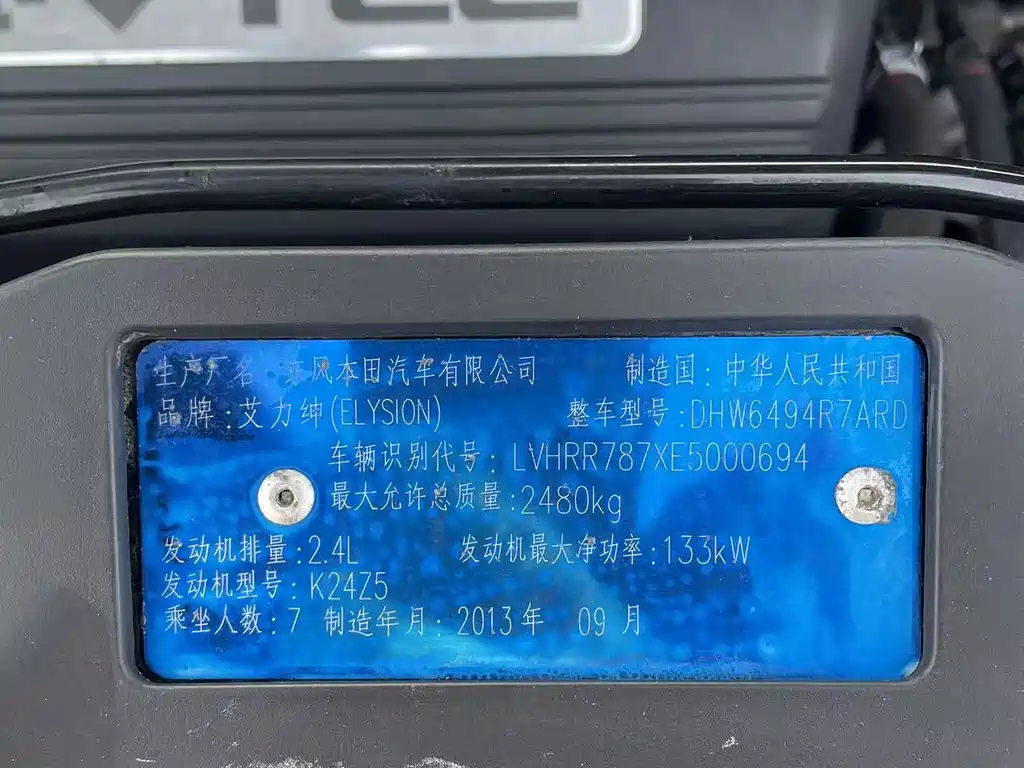 VTEC
生产厂名：东风本田汽车有限公司 制造国：中华人民共和国
品牌：艾力绅(ELYSION) 整车型号：DHW6494R7ARD
车辆识别代号：LVHRR787XE5000694
最大允许总质量：2480kg
发动机排量：2.4L 发动机最大净功率：133kW
发动机型号：K24Z5
乘坐人数：7 制造年月：2013年 09月